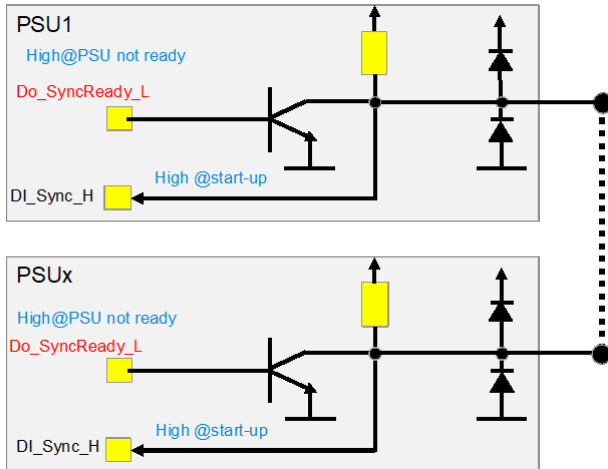 PSU1
High@PSU not ready
Do_SyncReady_L
High @start-up
DI_Sync_H
PSUx
High@PSU not ready
Do_SyncReady_L
High @start-up
DI_Sync_H